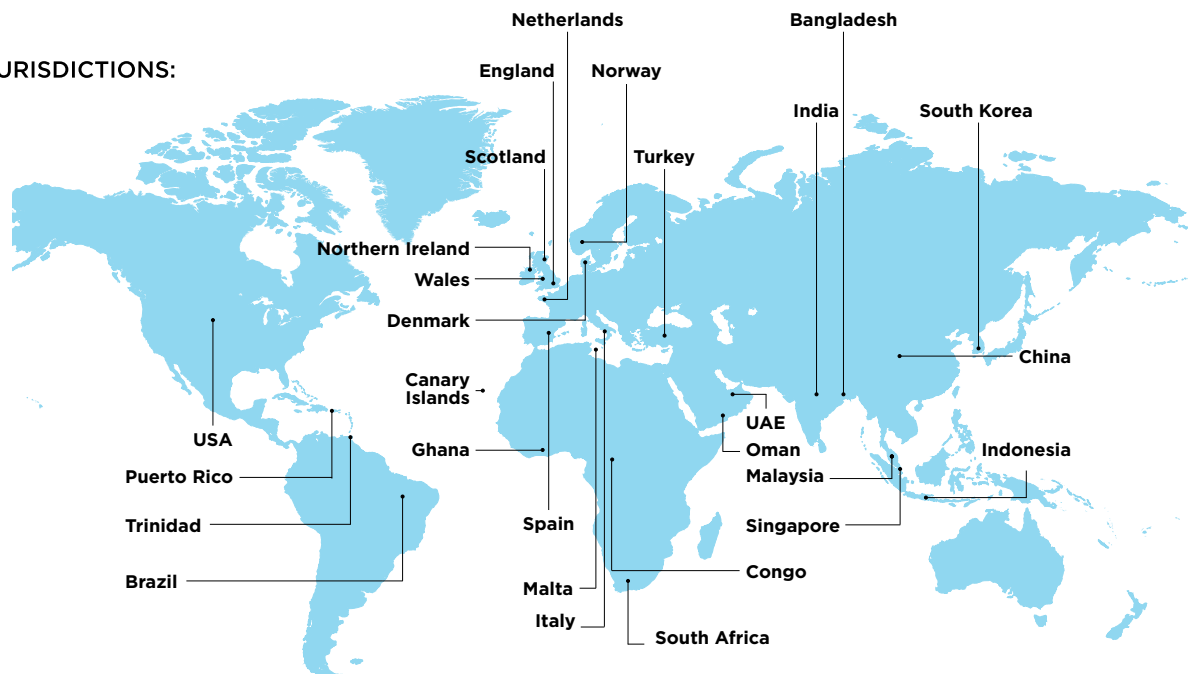 Netherlands
Bangladesh
URISDICTIONS:
England
Norway
India
South Korea
Scotland
Turkey
Northern Ireland
Wales
Denmark
China
Canary
Islands
UAE
USA
Ghana
Oman
Indonesia
Puerto Rico
Malaysia
Trinidad
Spain
Singapore
Brazil
Malta
Congo
Italy
South Africa